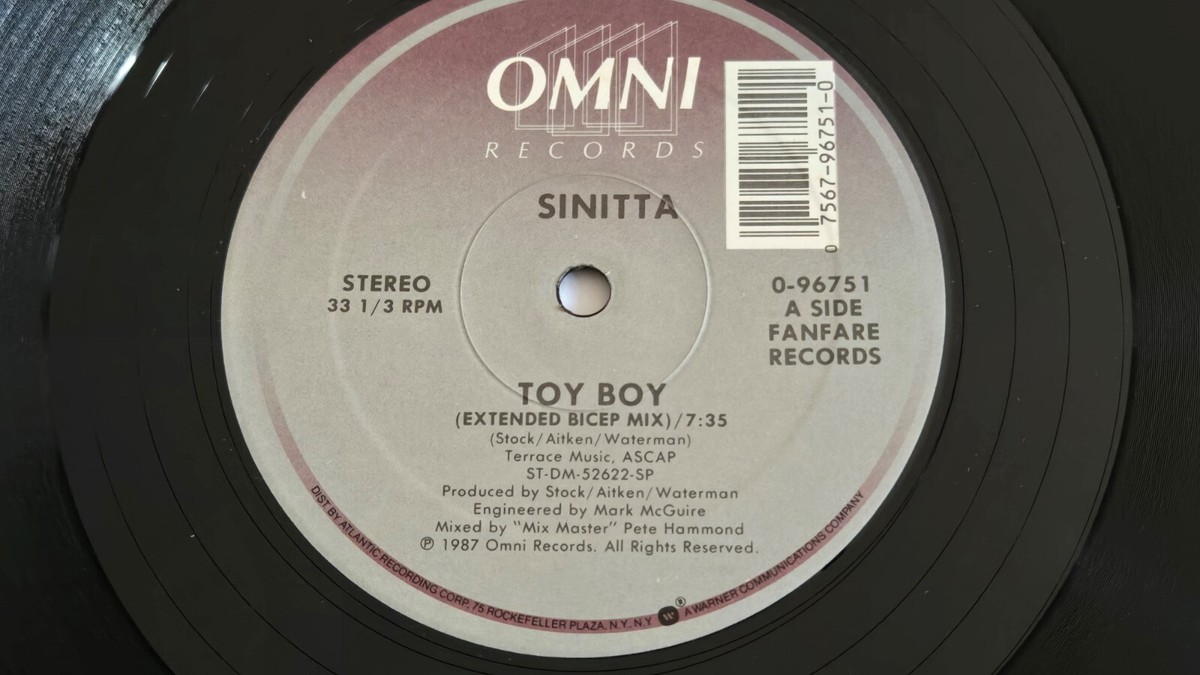 OMNI
RECORDS
0 7567-96751-0
SINITTA
STEREO
33 1/3 RPM
0-96751
A SIDE
FANFARE
RECORDS
TOY BOY
(EXTENDED BICEP MIX)/7:35
(Stock/Aitken/Waterman)
Terrace Music, ASCAP
ST-DM-52622-SP
Produced by Stock/Aitken/Waterman
Engineered by Mark McGuire
Mixed by "Mix Master" Pete Hammond
℗ 1987 Omni Records. All Rights Reserved.
DIST BY ATLANTIC RECORDING CORP. 75 ROCKEFELLER PLAZA, N.Y. N.Y ® A WARNER COMMUNICATIONS COMPANY